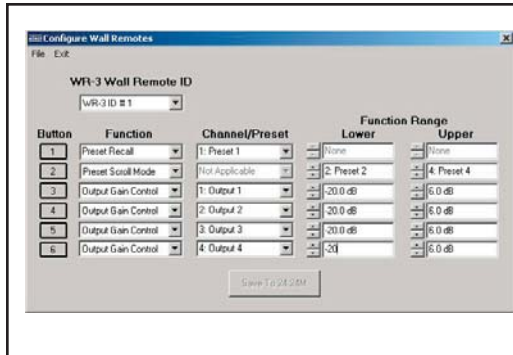 Configure Wall Remotes
File Exit
WR-3 Wall Remote ID
WR-3 ID # 1
Function Range
Button Function Channel/Preset Lower Upper
1 Preset Recall 1: Preset 1 None None
2 Preset Scroll Mode Not Applicable 2: Preset 2 4: Preset 4
3 Output Gain Control 1: Output 1 -20.0 dB 6.0 dB
4 Output Gain Control 2: Output 2 -20.0 dB 6.0 dB
5 Output Gain Control 3: Output 3 -20.0 dB 6.0 dB
6 Output Gain Control 4: Output 4 -20 6.0 dB
Save To 24.24M